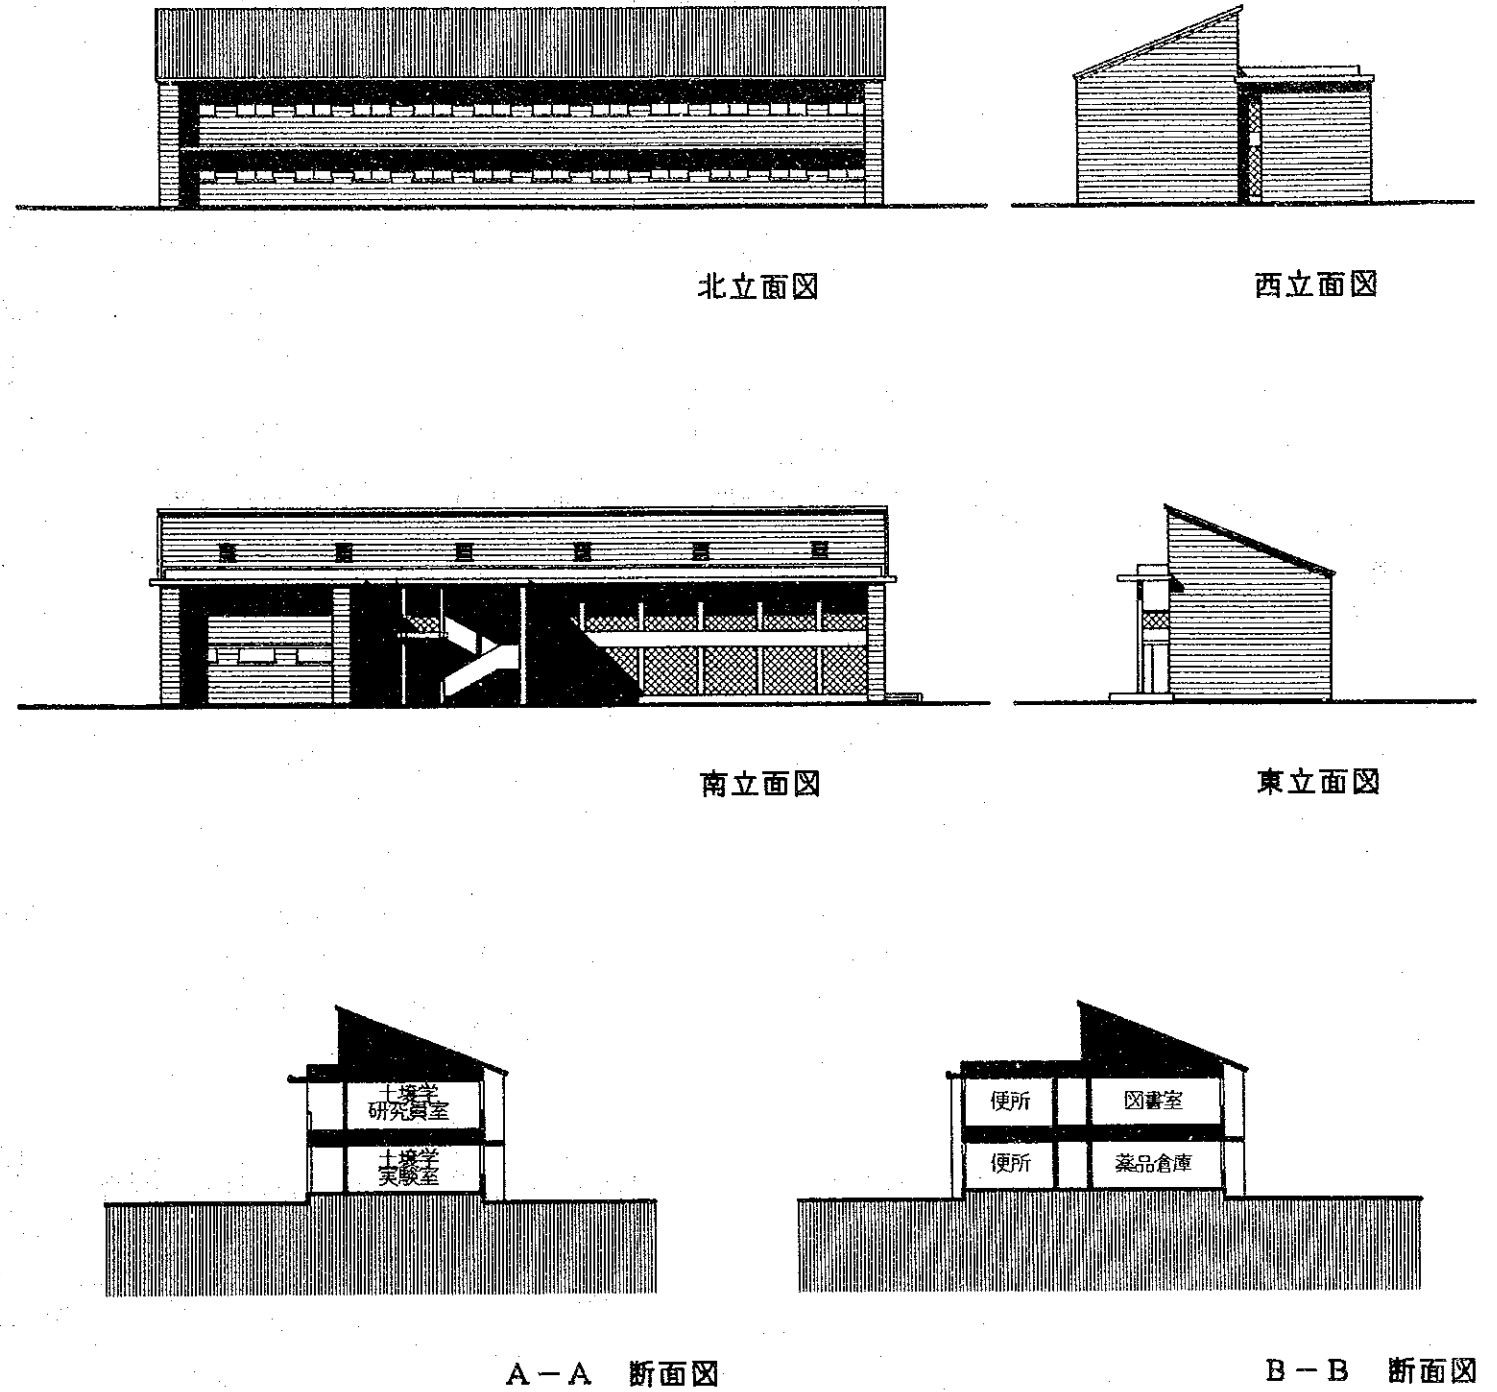 北立面図
西立面図
南立面図
東立面図
土壌学
研究員室
土壌学
実験室
便所
図書室
便所
薬品倉庫
A－A 断面図
B－B 断面図